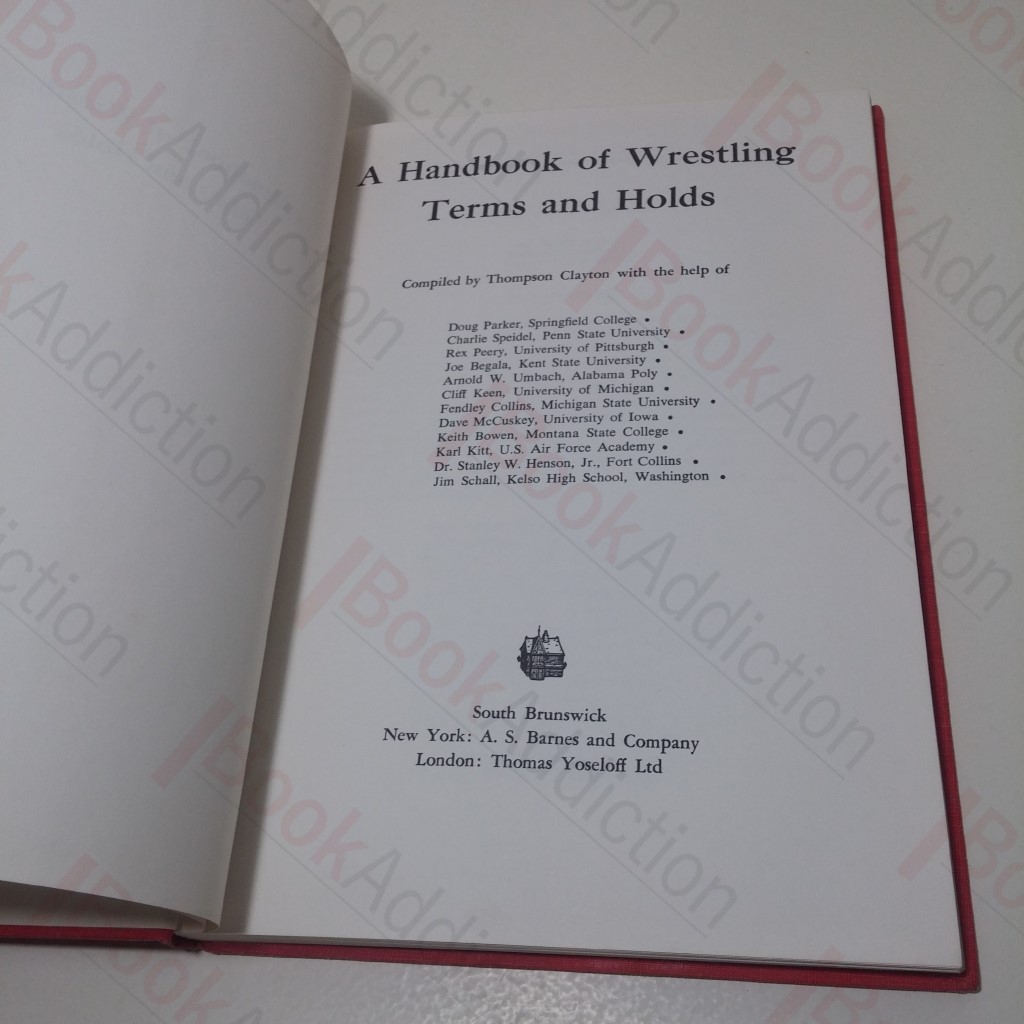 A Handbook of Wrestling
Terms and Holds
Compiled by Thompson Clayton with the help of
Doug Parker, Springfield College •
Charlie Speidel, Penn State University •
Rex Peery, University of Pittsburgh •
Joe Begala, Kent State University •
Arnold W. Umbach, Alabama Poly •
Cliff Keen, University of Michigan •
Fendley Collins, Michigan State University •
Dave McCuskey, University of Iowa •
Keith Bowen, Montana State College •
Karl Kitt, U.S. Air Force Academy •
Dr. Stanley W. Henson, Jr., Fort Collins •
Jim Schall, Kelso High School, Washington •
South Brunswick
New York: A. S. Barnes and Company
London: Thomas Yoseloff Ltd
BookAddiction